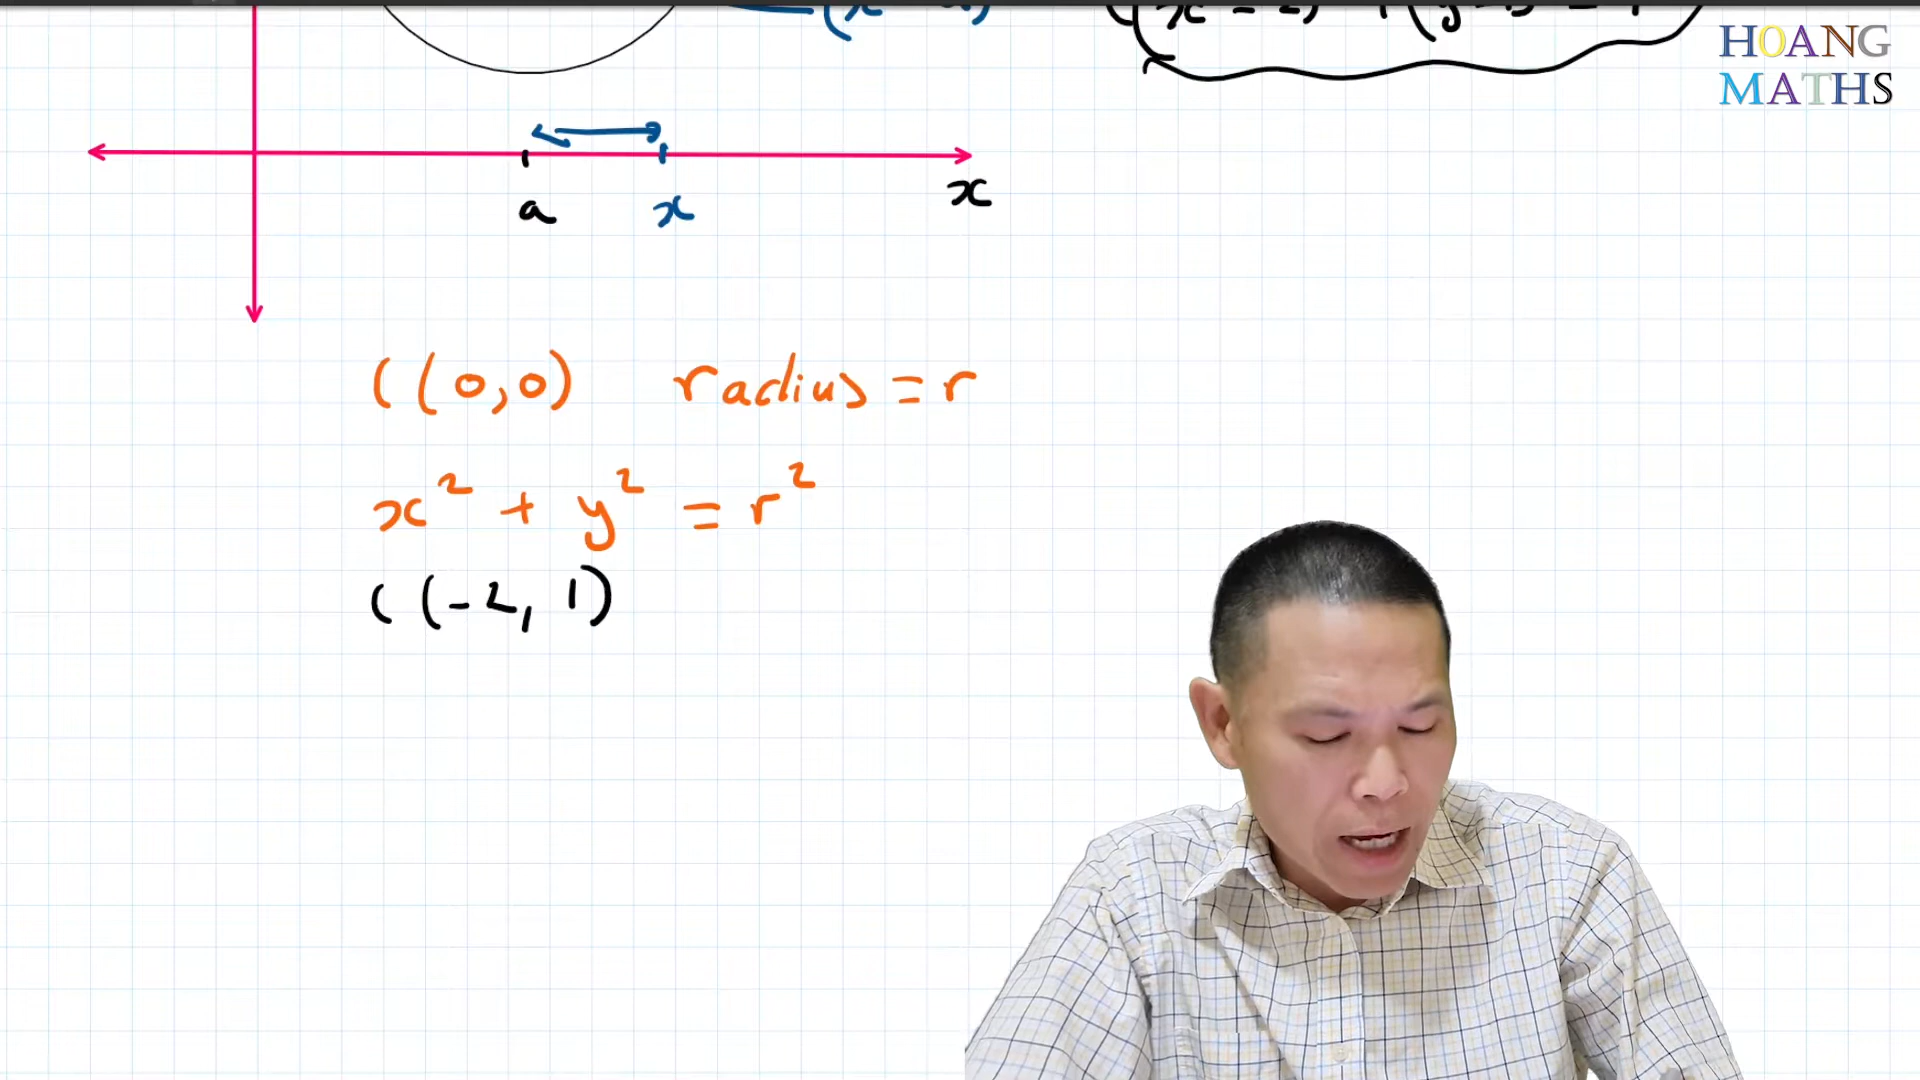 HOANG
MATHS
a
x
x
C(0,0) radius = r
x² + y² = r²
C(-2, 1)